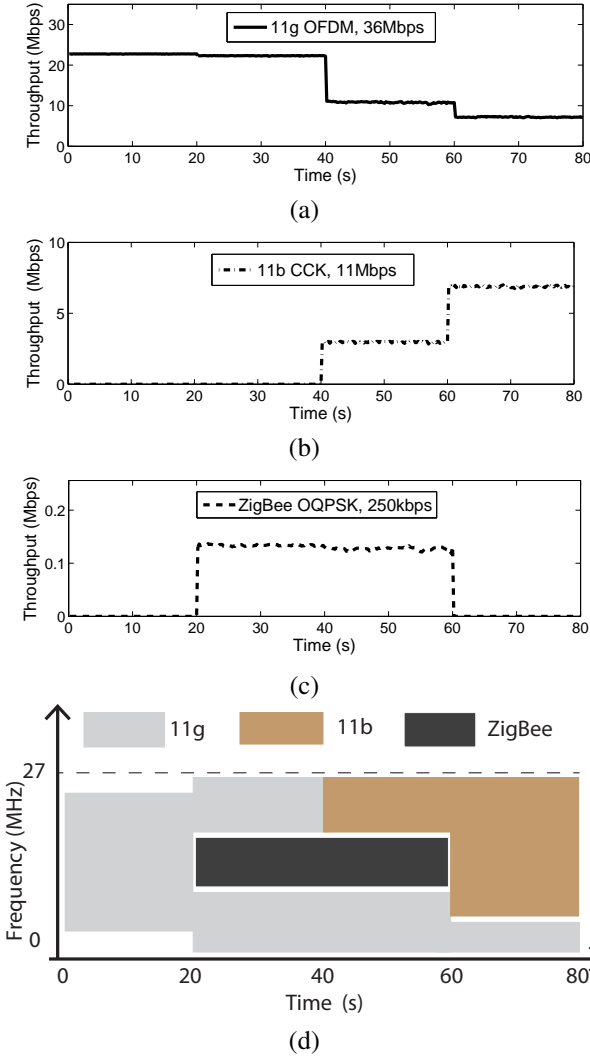 Throughput (Mbps)
30
20
10
0
11g OFDM, 36Mbps
0 10 20 30 40 50 60 70 80
Time (s)
(a)
Throughput (Mbps)
10
5
0
11b CCK, 11Mbps
0 10 20 30 40 50 60 70 80
Time (s)
(b)
Throughput (Mbps)
0.2
0.1
0
ZigBee OQPSK, 250kbps
0 10 20 30 40 50 60 70 80
Time (s)
(c)
11g 11b ZigBee
27
Frequency (MHz)
0
0 20 40 60 80
Time (s)
(d)